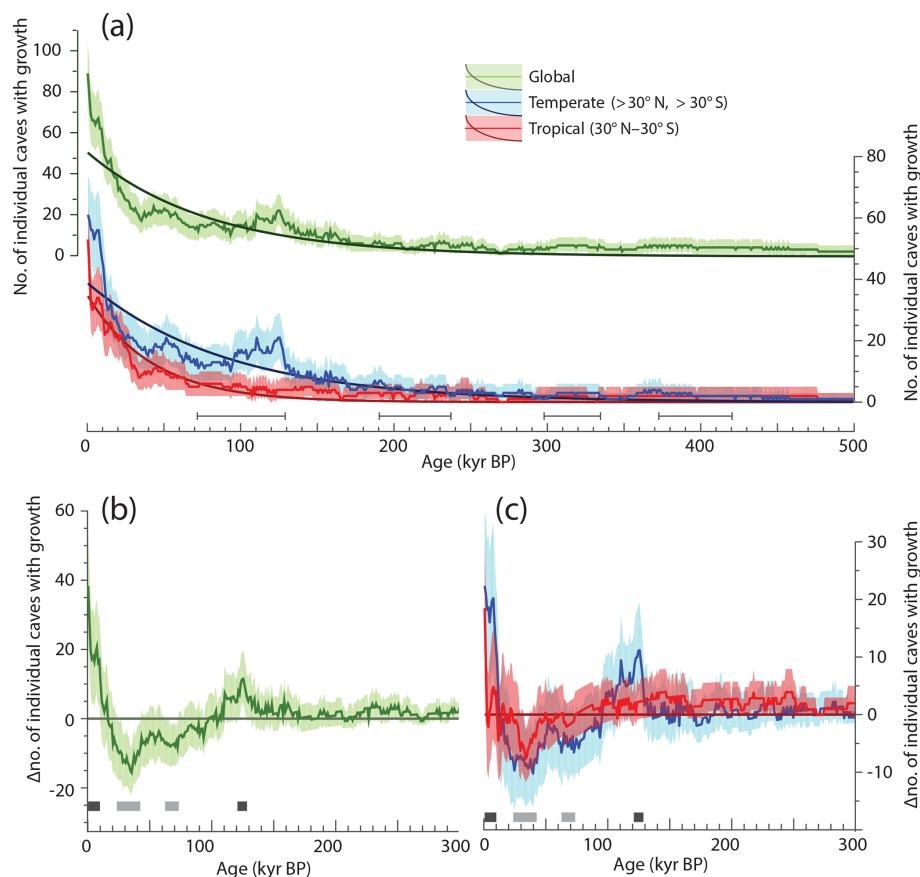 (a)
No. of individual caves with growth
100
80
60
40
20
0
Global
Temperate (>30° N, > 30° S)
Tropical (30° N–30° S)
80
60
40
20
0
No. of individual caves with growth
0
100
200
300
400
500
Age (kyr BP)
(b)
Δno. of individual caves with growth
60
40
20
0
-20
0
100
200
300
Age (kyr BP)
(c)
30
20
10
0
-10
Δno. of individual caves with growth
0
100
200
300
Age (kyr BP)